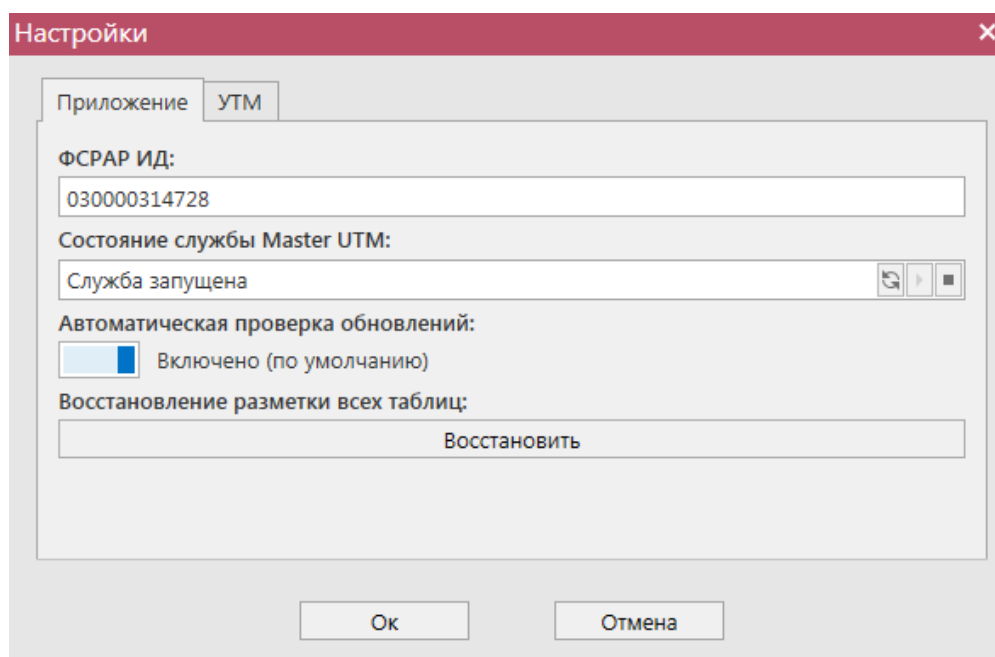 Настройки
Приложение УТМ
ФСРАР ИД:
030000314728
Состояние службы Master UTM:
Служба запущена
Автоматическая проверка обновлений:
Включено (по умолчанию)
Восстановление разметки всех таблиц:
Восстановить
Ок Отмена